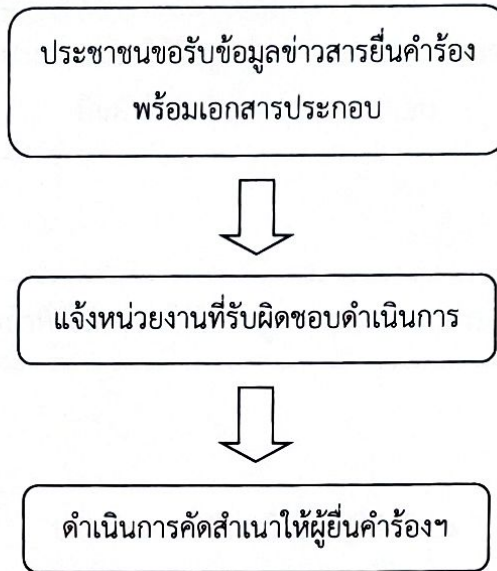 ประชาชนขอรับข้อมูลข่าวสารยื่นคำร้อง
พร้อมเอกสารประกอบ
แจ้งหน่วยงานที่รับผิดชอบดำเนินการ
ดำเนินการคัดสำเนาให้ผู้ยื่นคำร้องฯ